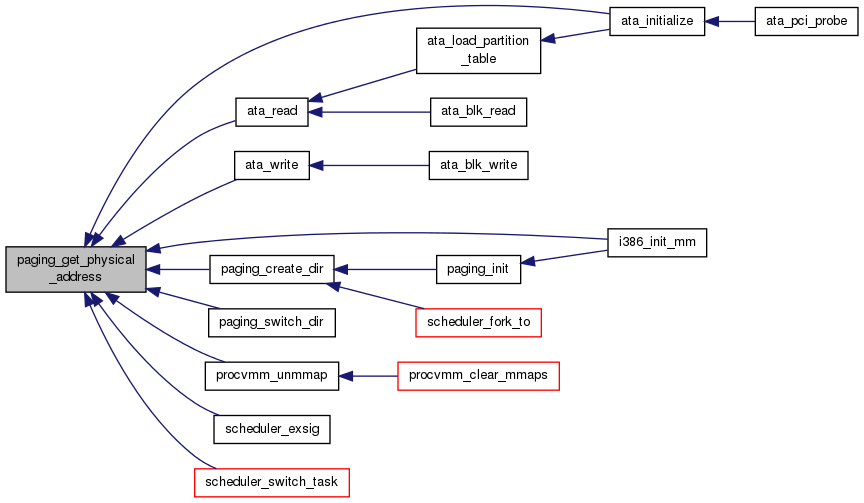 ata_initialize
ata_pci_probe
ata_load_partition
_table
ata_read
ata_blk_read
ata_write
ata_blk_write
paging_get_physical
_address
i386_init_mm
paging_create_dir
paging_init
paging_switch_dir
scheduler_fork_to
procvmm_unmmap
procvmm_clear_mmaps
scheduler_exsig
scheduler_switch_task